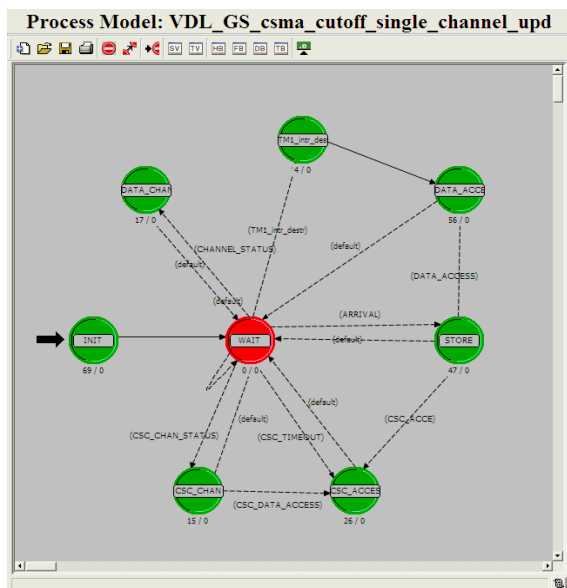 Process Model: VDL_GS_csma_cutoff_single_channel_upd
SV TV HB FB DB TB
TM1_intr_des
4 / 0
DATA_CHAN
17 / 0
DATA_ACCE
56 / 0
(TM1_intr_destr)
(CHANNEL_STATUS)
(default)
(default)
(DATA_ACCESS)
(default)
(ARRIVAL)
INIT
69 / 0
WAIT
0 / 0
(default)
STORE
47 / 0
(default)
(CSC_ACCE)
(CSC_CHAN_STATUS)
(default)
(CSC_TIMEOUT)
CSC_CHAN
15 / 0
(CSC_DATA_ACCESS)
CSC_ACCES
26 / 0